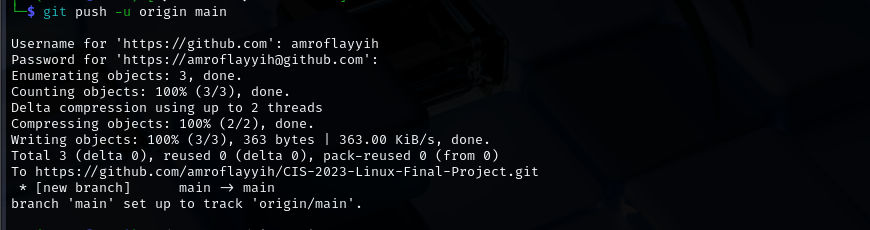 └─$ git push -u origin main
Username for 'https://github.com': amroflayyih
Password for 'https://amroflayyih@github.com':
Enumerating objects: 3, done.
Counting objects: 100% (3/3), done.
Delta compression using up to 2 threads
Compressing objects: 100% (2/2), done.
Writing objects: 100% (3/3), 363 bytes | 363.00 KiB/s, done.
Total 3 (delta 0), reused 0 (delta 0), pack-reused 0 (from 0)
To https://github.com/amroflayyih/CIS-2023-Linux-Final-Project.git
 * [new branch]      main -> main
branch 'main' set up to track 'origin/main'.